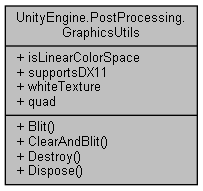 UnityEngine.PostProcessing.
GraphicsUtils
+ isLinearColorSpace
+ supportsDX11
+ whiteTexture
+ quad
+ Blit()
+ ClearAndBlit()
+ Destroy()
+ Dispose()